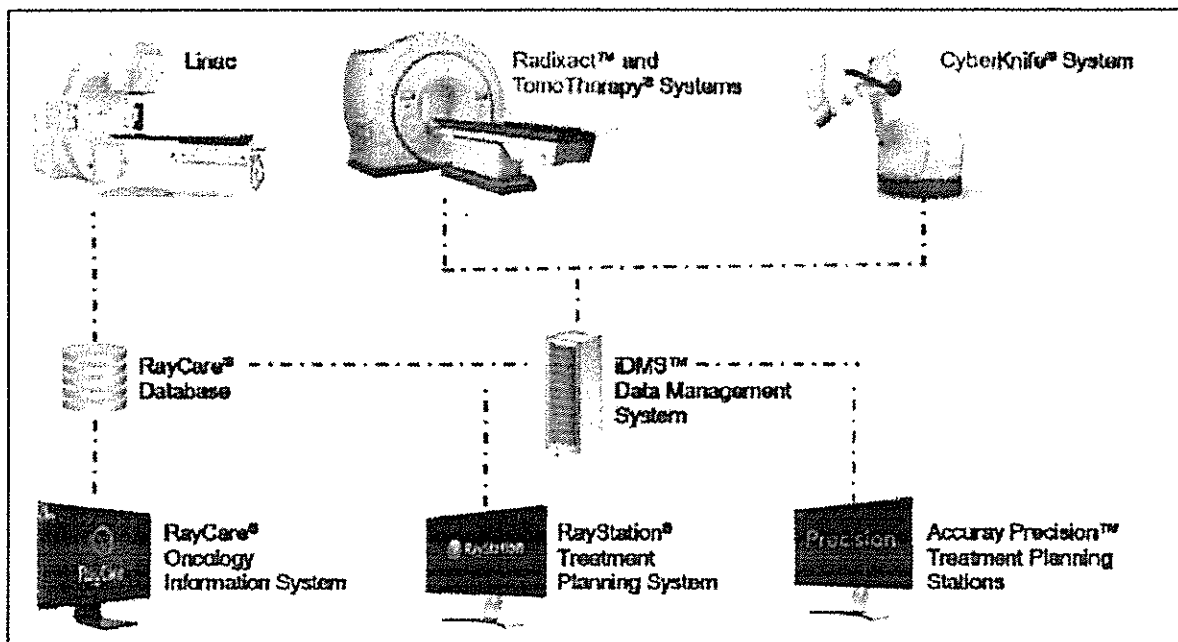 Linac
Radixact™ and
TomoTherapy® Systems
CyberKnife® System
RayCare®
Database
iDMS™
Data Management
System
RayCare®
Oncology
Information System
RayStation
RayStation®
Treatment
Planning System
Precision
Accuray Precision™
Treatment Planning
Stations